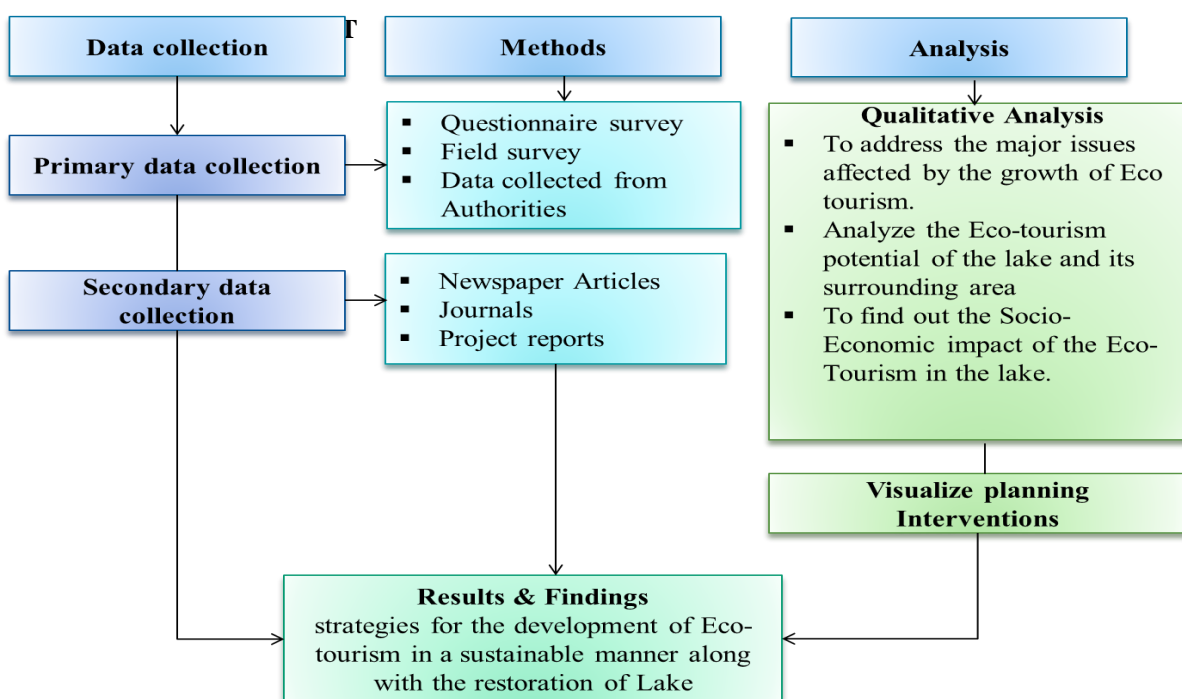 Data collection
T
Methods
Analysis
Primary data collection
▪ Questionnaire survey
▪ Field survey
▪ Data collected from
Authorities
Qualitative Analysis
▪ To address the major issues
affected by the growth of Eco
tourism.
▪ Analyze the Eco-tourism
potential of the lake and its
surrounding area
▪ To find out the Socio-
Economic impact of the Eco-
Tourism in the lake.
Secondary data
collection
▪ Newspaper Articles
▪ Journals
▪ Project reports
Visualize planning
Interventions
Results & Findings
strategies for the development of Eco-
tourism in a sustainable manner along
with the restoration of Lake